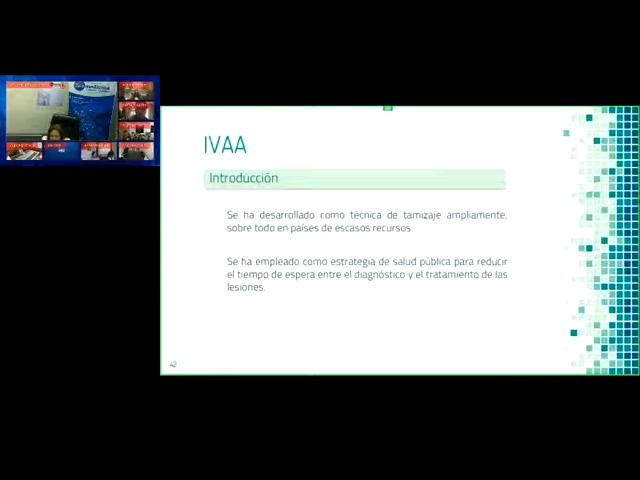 IVAA
Introducción
Se ha desarrollado como técnica de tamizaje ampliamente,
sobre todo en países de escasos recursos.
Se ha empleado como estrategia de salud pública para reducir
el tiempo de espera entre el diagnóstico y el tratamiento de las
lesiones.
42